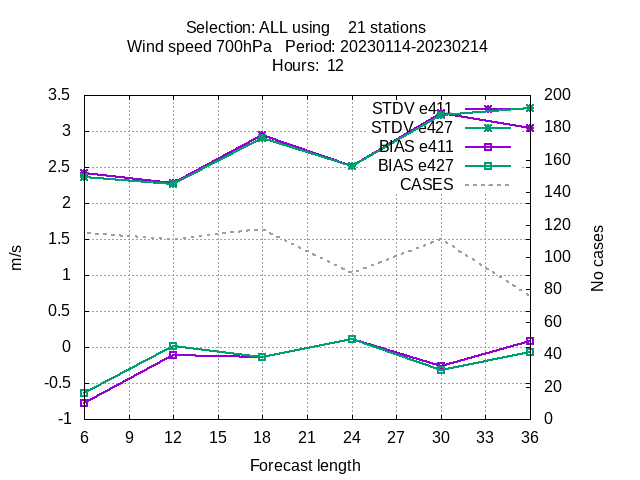 Selection: ALL using 21 stations
Wind speed 700hPa Period: 20230114-20230214
Hours: 12
3.5
3
2.5
2
1.5
1
0.5
0
-0.5
-1
m/s
200
180
160
140
120
100
80
60
40
20
0
No cases
STDV e411
STDV e427
BIAS e411
BIAS e427
CASES
6 9 12 15 18 21 24 27 30 33 36
Forecast length